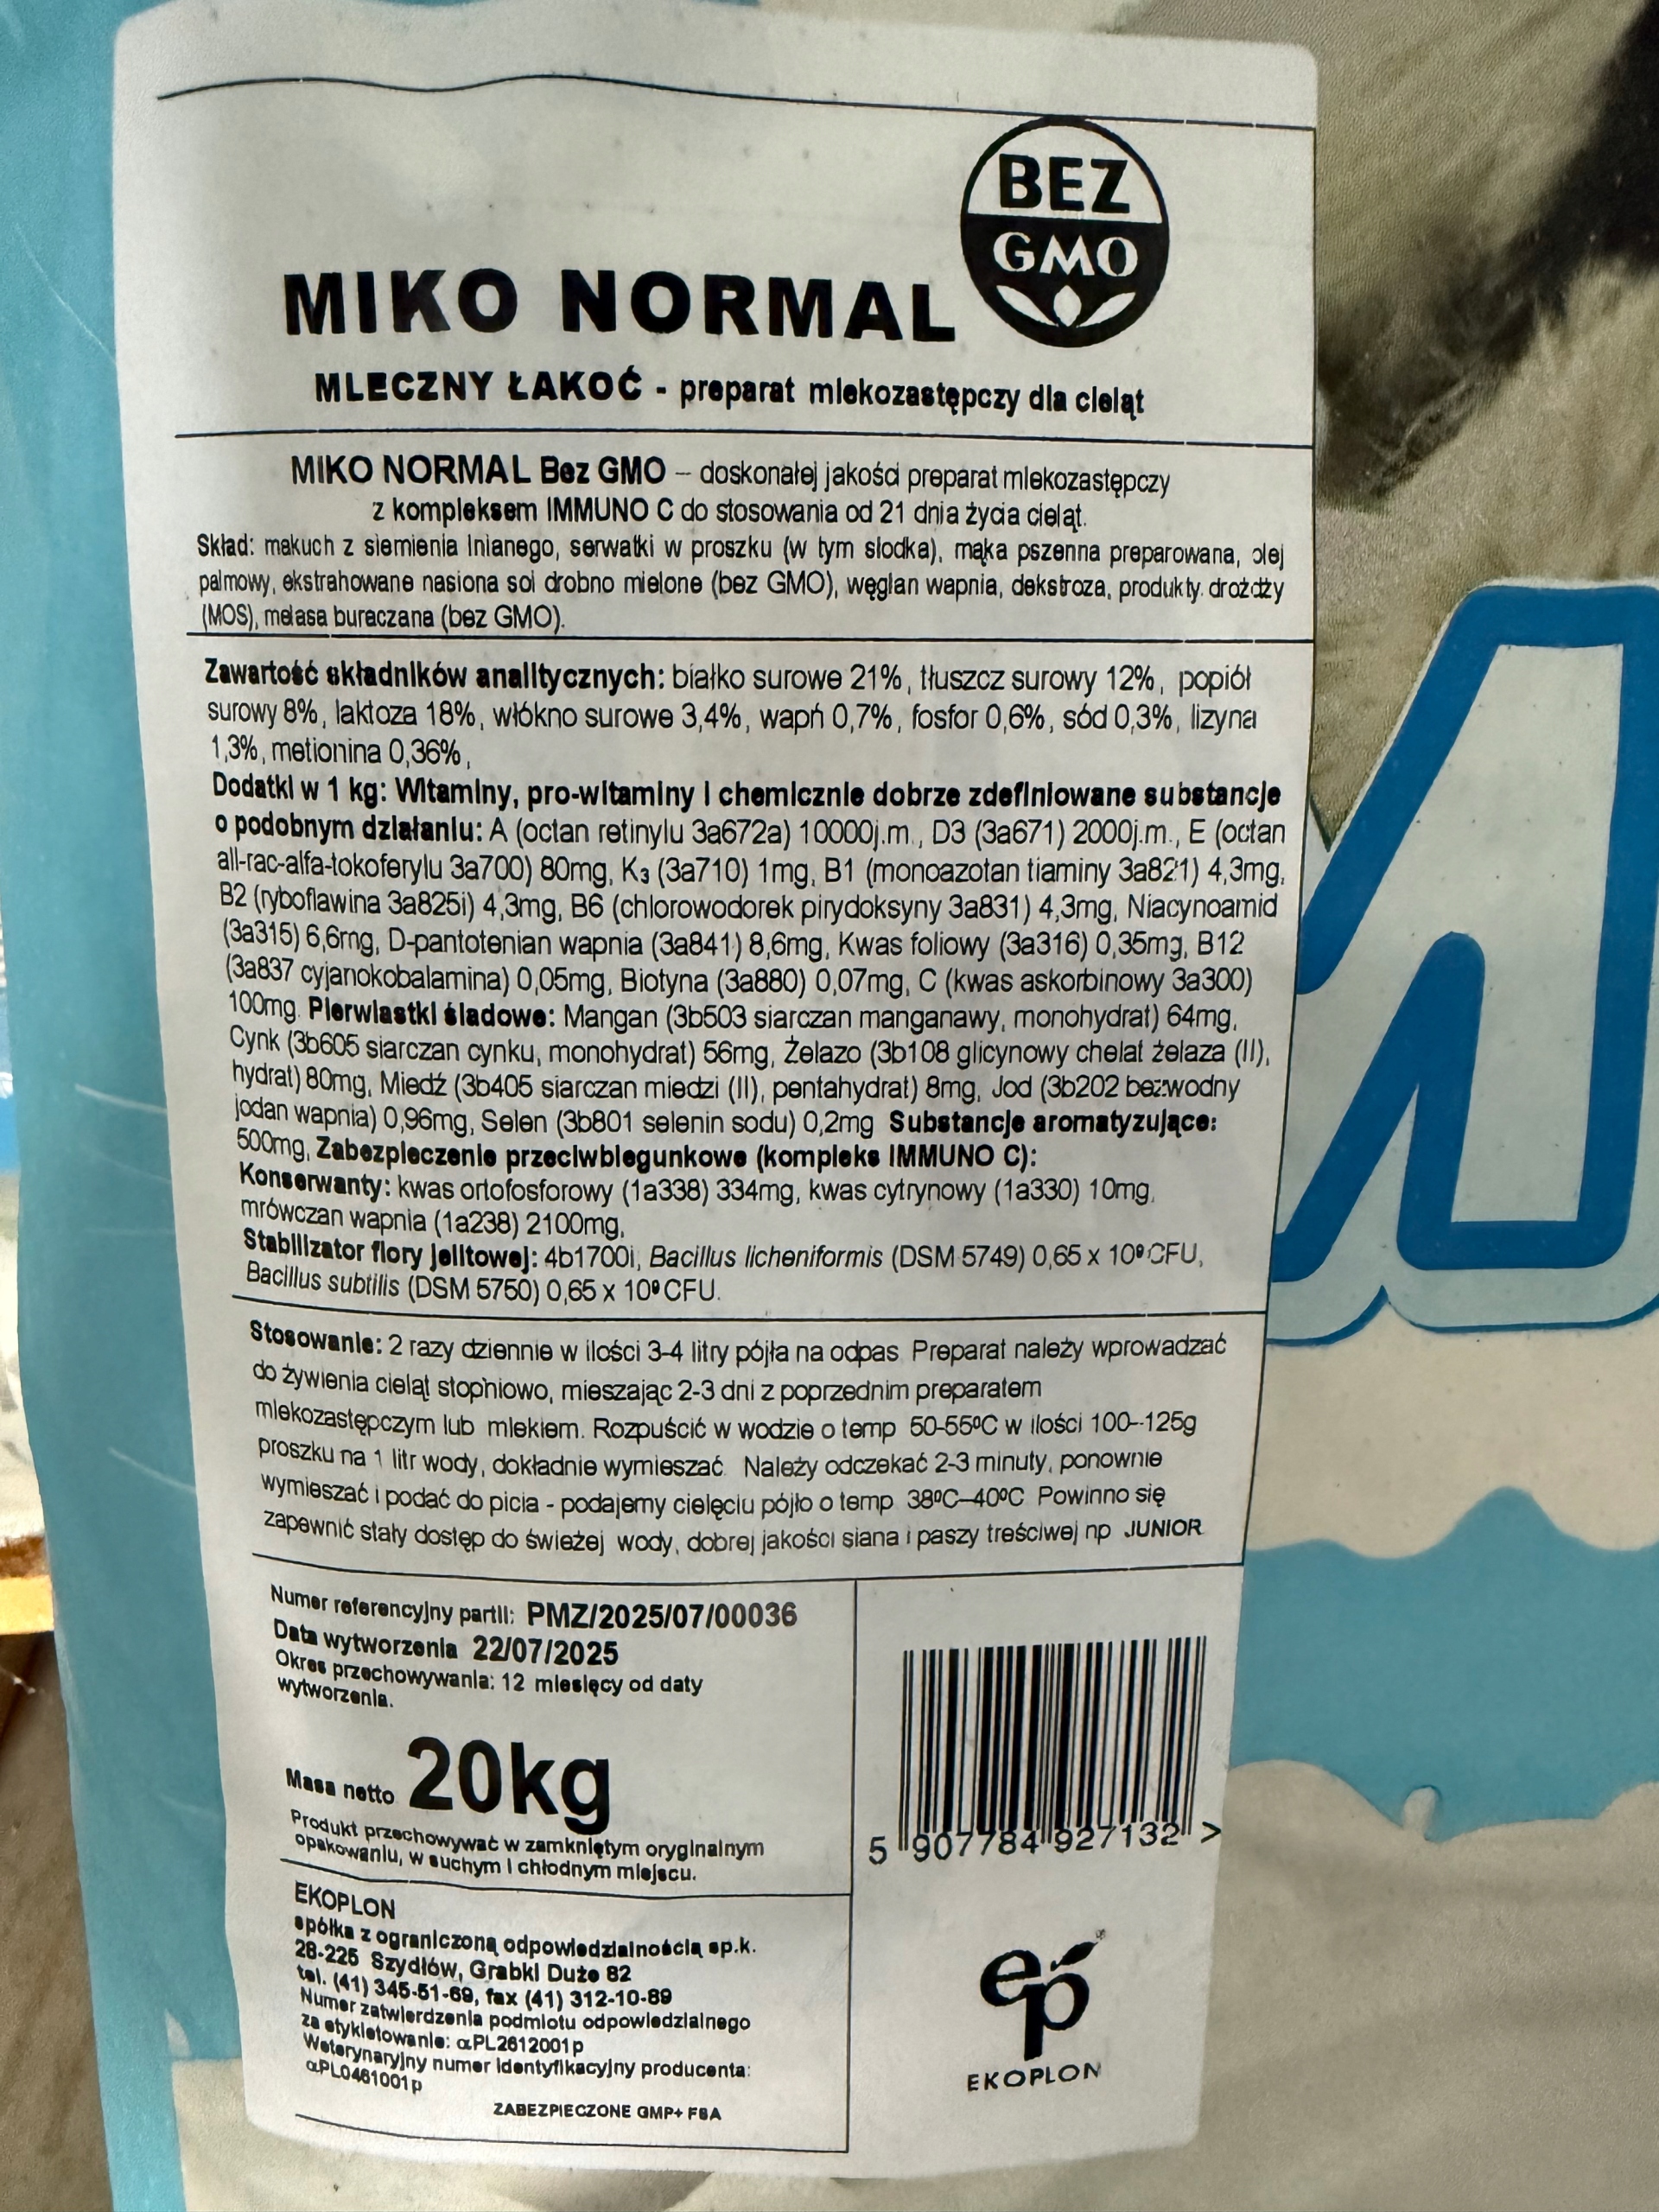 BEZ
GMO
MIKO NORMAL
MLECZNY ŁAKOĆ - preparat mlekozastępczy dla cieląt
MIKO NORMAL Bez GMO – doskonałej jakości preparat mlekozastępczy
z kompleksem IMMUNO C do stosowania od 21 dnia życia cieląt.
Skład: makuch z siemienia lnianego, serwatki w proszku (w tym słodka), mąka pszenna preparowana, olej
palmowy, ekstrahowane nasiona soi drobno mielone (bez GMO), węglan wapnia, dekstroza, produkty drożdży
(MOS), melasa buraczana (bez GMO).
Zawartość składników analitycznych: białko surowe 21%, tłuszcz surowy 12%, popiół
surowy 8%, laktoza 18%, włókno surowe 3,4%, wapń 0,7%, fosfor 0,6%, sód 0,3%, lizyna
1,3%, metionina 0,36%,
Dodatki w 1 kg: Witaminy, pro-witaminy i chemicznie dobrze zdefiniowane substancje
o podobnym działaniu: A (octan retinylu 3a672a) 10000j.m., D3 (3a671) 2000j.m., E (octan
all-rac-alfa-tokoferylu 3a700) 80mg, K3 (3a710) 1mg, B1 (monoazotan tiaminy 3a821) 4,3mg,
B2 (ryboflawina 3a825i) 4,3mg, B6 (chlorowodorek pirydoksyny 3a831) 4,3mg, Niacynoamid
(3a315) 6,6mg, D-pantotenian wapnia (3a841) 8,6mg, Kwas foliowy (3a316) 0,35mg, B12
(3a837 cyjanokobalamina) 0,05mg, Biotyna (3a880) 0,07mg, C (kwas askorbinowy 3a300)
100mg. Pierwiastki śladowe: Mangan (3b503 siarczan manganawy, monohydrat) 64mg,
Cynk (3b605 siarczan cynku, monohydrat) 56mg, Żelazo (3b108 glicynowy chelat żelaza (II),
hydrat) 80mg, Miedź (3b405 siarczan miedzi (II), pentahydrat) 8mg, Jod (3b202 bezwodny
jodan wapnia) 0,96mg, Selen (3b801 selenin sodu) 0,2mg Substancje aromatyzujące:
500mg, Zabezpieczenie przeciwbiegunkowe (kompleks IMMUNO C):
Konserwanty: kwas ortofosforowy (1a338) 334mg, kwas cytrynowy (1a330) 10mg,
mrówczan wapnia (1a238) 2100mg,
Stabilizator flory jelitowej: 4b1700i, Bacillus licheniformis (DSM 5749) 0,65 x 10⁹ CFU,
Bacillus subtilis (DSM 5750) 0,65 x 10⁹ CFU.
Stosowanie: 2 razy dziennie w ilości 3-4 litry pójła na odpas Preparat należy wprowadzać
do żywienia cieląt stopniowo, mieszając 2-3 dni z poprzednim preparatem
mlekozastępczym lub mlekiem. Rozpuścić w wodzie o temp 50-55ºC w ilości 100--125g
proszku na 1 litr wody, dokładnie wymieszać. Należy odczekać 2-3 minuty, ponownie
wymieszać i podać do picia - podajemy cielęciu pójło o temp 38ºC–40ºC Powinno się
zapewnić stały dostęp do świeżej wody, dobrej jakości siana i paszy treściwej np JUNIOR
Numer referencyjny partii: PMZ/2025/07/00036
Data wytworzenia 22/07/2025
Okres przechowywania: 12 miesięcy od daty
wytworzenia.
Masa netto 20kg
Produkt przechowywać w zamkniętym oryginalnym
opakowaniu, w suchym i chłodnym miejscu.
5 907784 927132 >
EKOPLON
spółka z ograniczoną odpowiedzialnością sp.k.
28-225 Szydłów, Grabki Duże 82
tel. (41) 345-51-69, fax (41) 312-10-89
Numer zatwierdzenia podmiotu odpowiedzialnego
za etykietowanie: αPL2612001p
Weterynaryjny numer identyfikacyjny producenta:
αPL0461001p
ZABEZPIECZONE GMP+ FSA
ep
EKOPLON